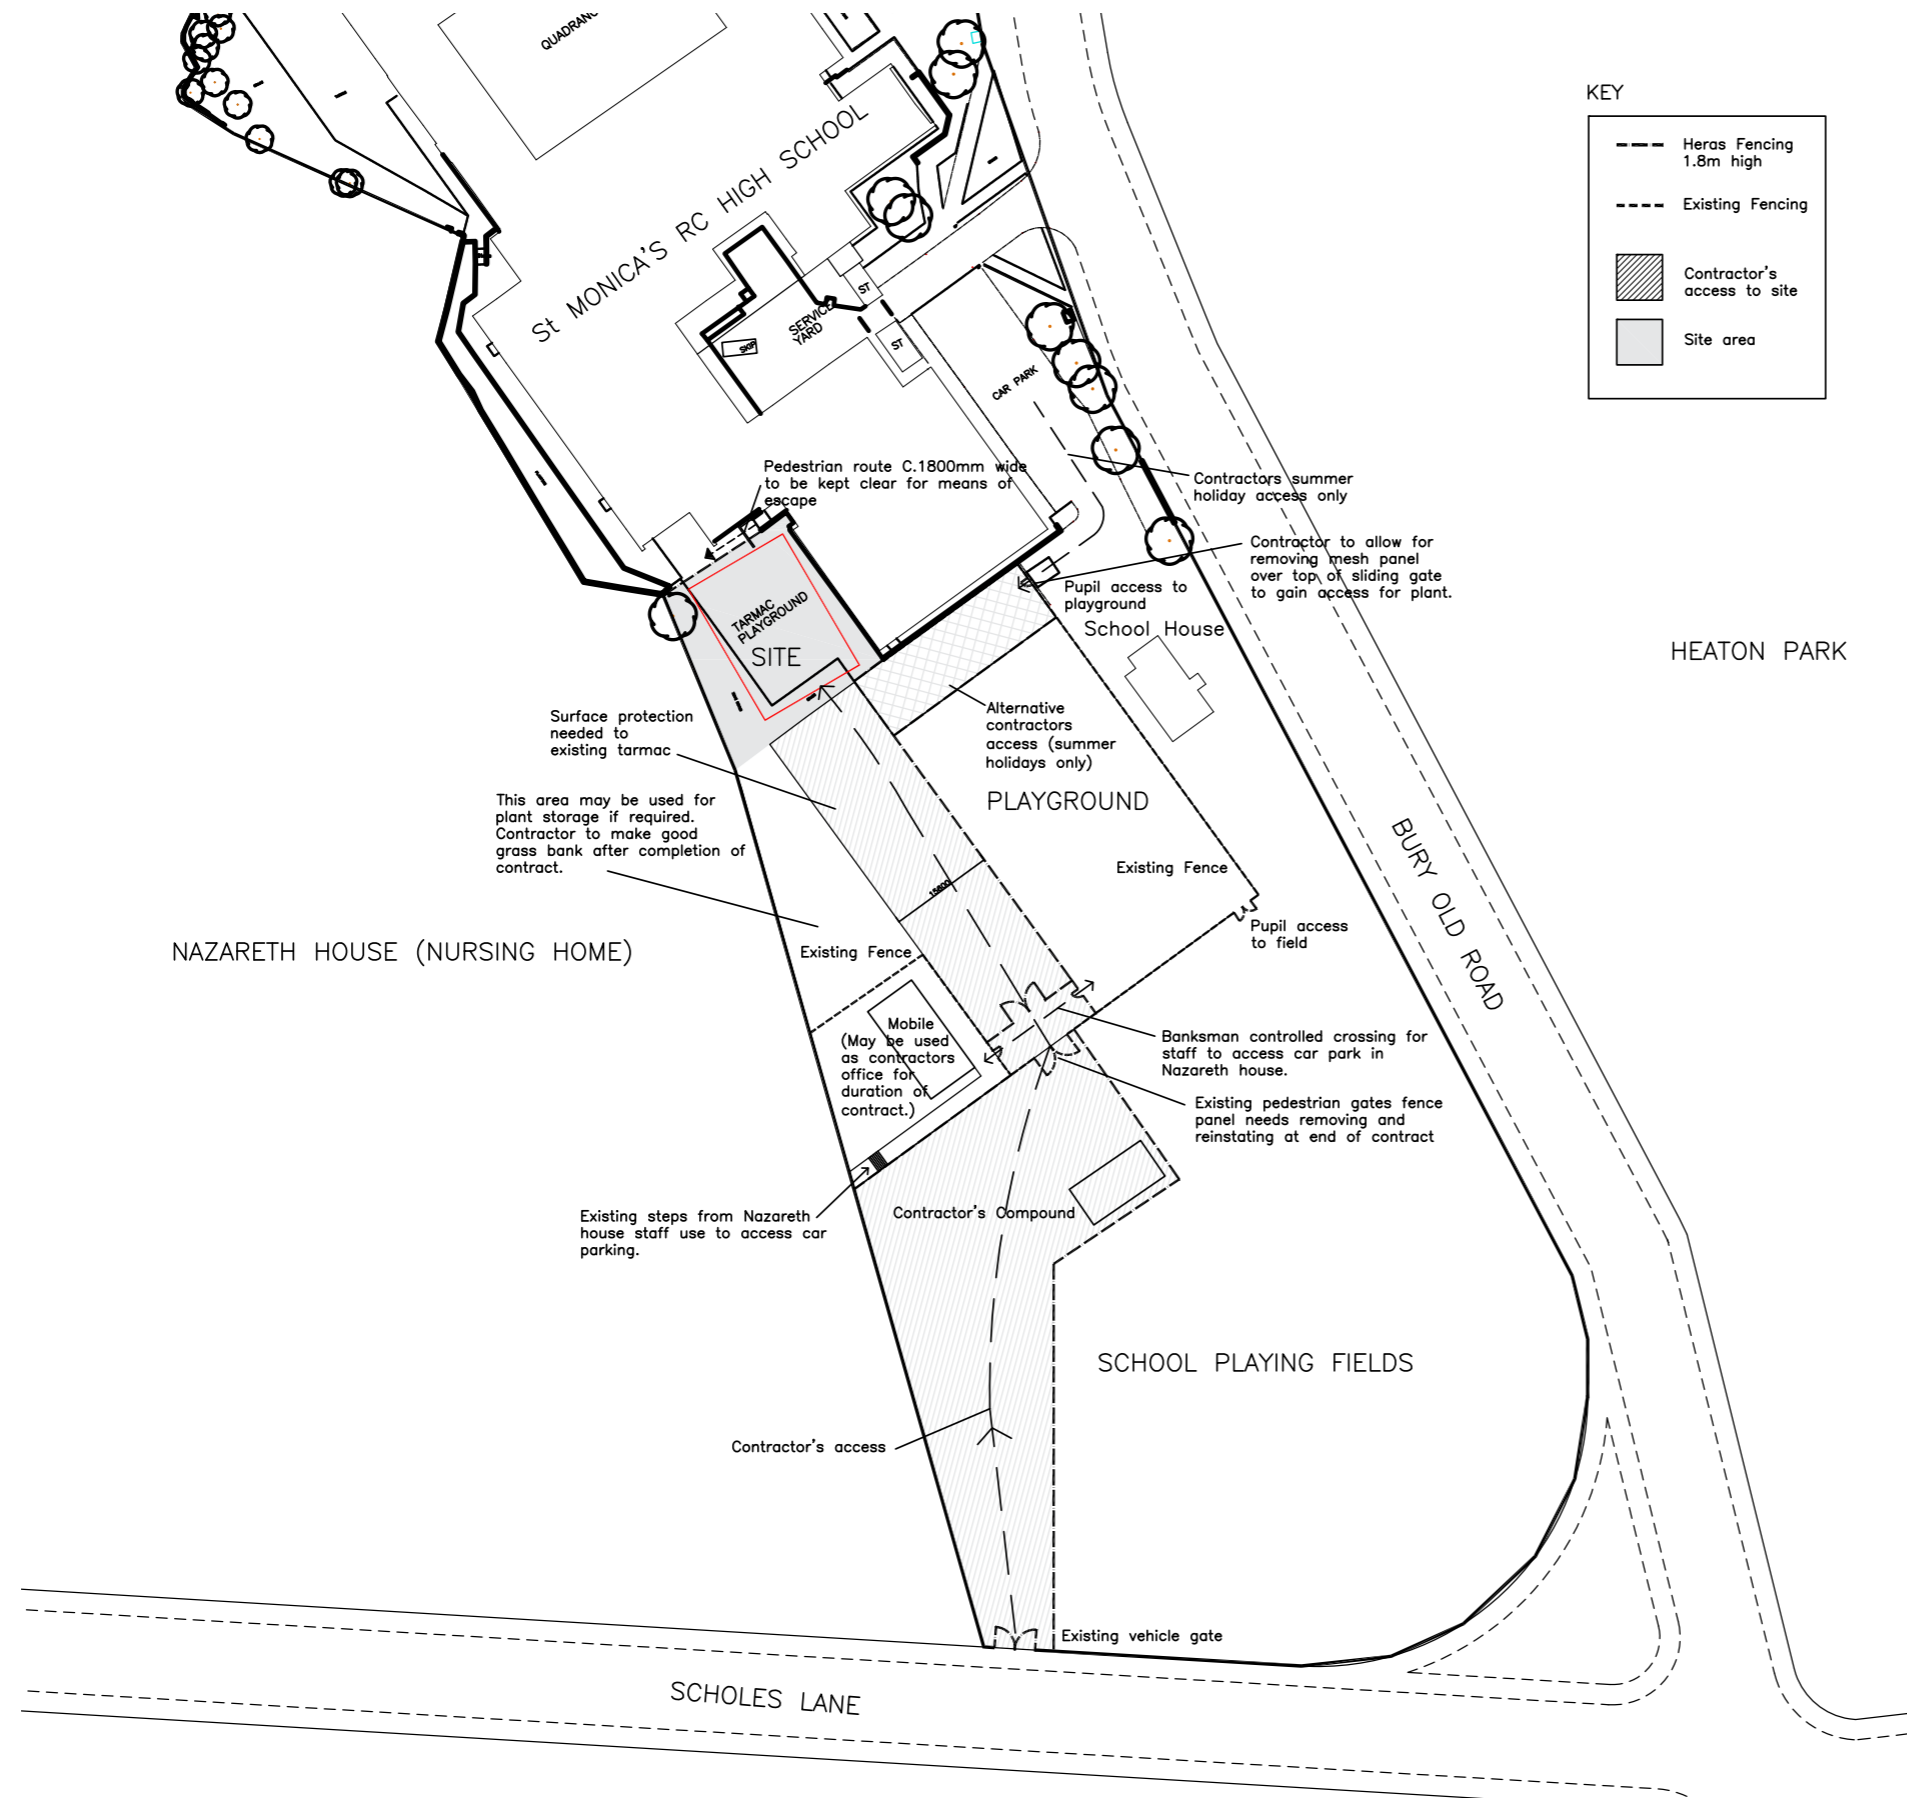 QUADRANG
KEY
Heras Fencing
1.8m high
Existing Fencing
Contractor's
access to site
Site area
St MONICA'S RC HIGH SCHOOL
ST
SERVICE
YARD
SKIP
ST
CAR PARK
Pedestrian route C.1800mm wide
to be kept clear for means of
escape
Contractors summer
holiday access only
Contractor to allow for
removing mesh panel
over top of sliding gate
to gain access for plant.
Pupil access to
playground
School House
TARMAC
PLAYGROUND
SITE
HEATON PARK
Surface protection
needed to
existing tarmac
Alternative
contractors
access (summer
holidays only)
PLAYGROUND
This area may be used for
plant storage if required.
Contractor to make good
grass bank after completion of
contract.
Existing Fence
15600
BURY OLD ROAD
Pupil access
to field
NAZARETH HOUSE (NURSING HOME)
Existing Fence
Mobile
(May be used
as contractors
office for
duration of
contract.)
Banksman controlled crossing for
staff to access car park in
Nazareth house.
Existing pedestrian gates fence
panel needs removing and
reinstating at end of contract
Existing steps from Nazareth
house staff use to access car
parking.
Contractor's Compound
SCHOOL PLAYING FIELDS
Contractor's access
Existing vehicle gate
SCHOLES LANE